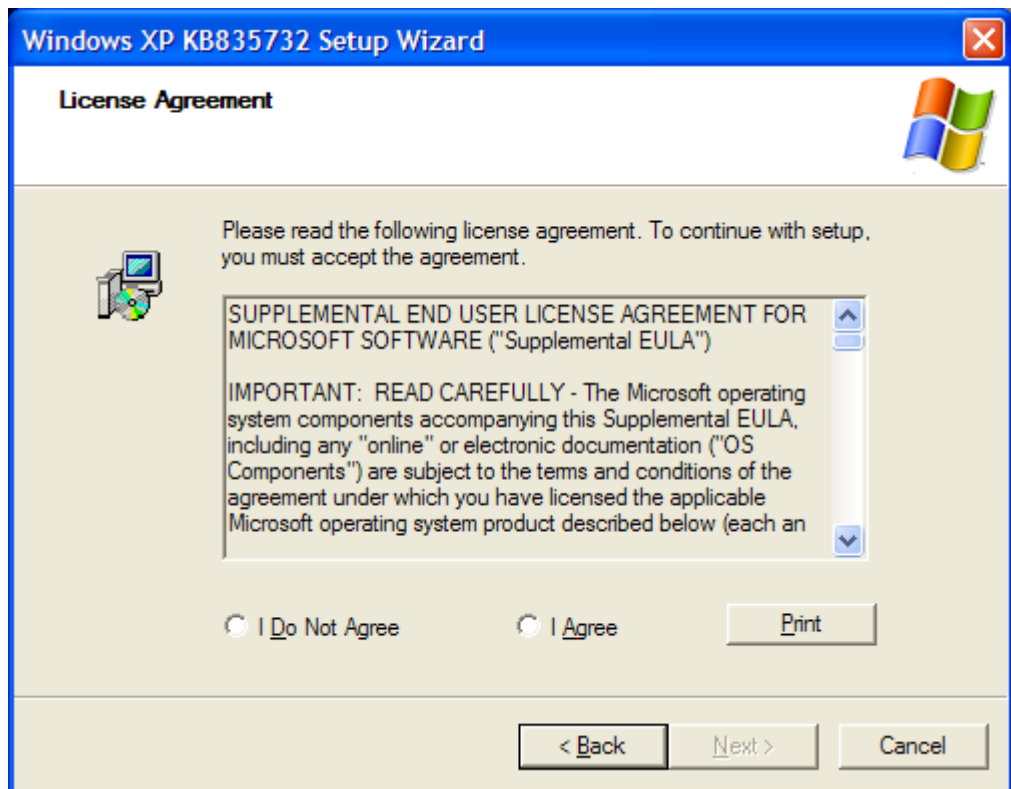 Windows XP KB835732 Setup Wizard
License Agreement
Please read the following license agreement. To continue with setup,
you must accept the agreement.
SUPPLEMENTAL END USER LICENSE AGREEMENT FOR
MICROSOFT SOFTWARE ("Supplemental EULA")
IMPORTANT:  READ CAREFULLY - The Microsoft operating
system components accompanying this Supplemental EULA,
including any "online" or electronic documentation ("OS
Components") are subject to the terms and conditions of the
agreement under which you have licensed the applicable
Microsoft operating system product described below (each an
I Do Not Agree
I Agree
Print
< Back
Next >
Cancel